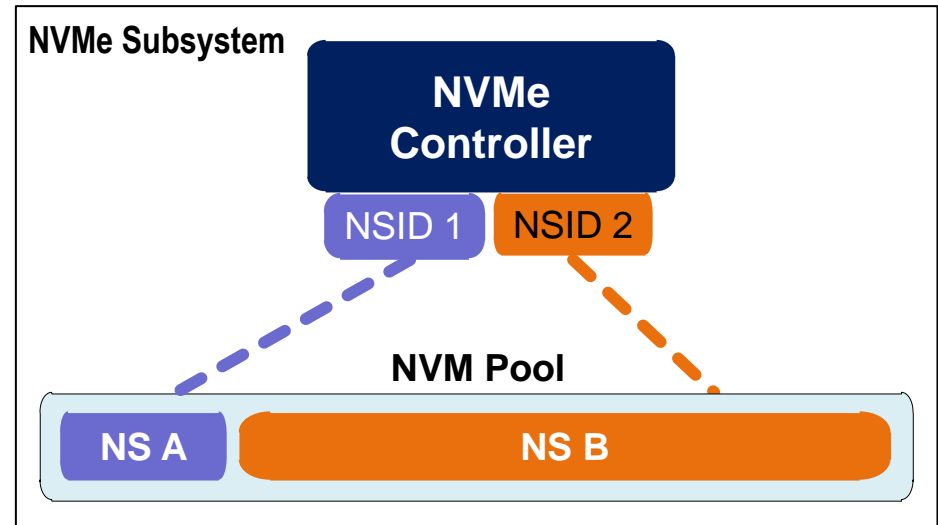 NVMe Subsystem
NVMe
Controller
NSID 1
NSID 2
NVM Pool
NS A
NS B